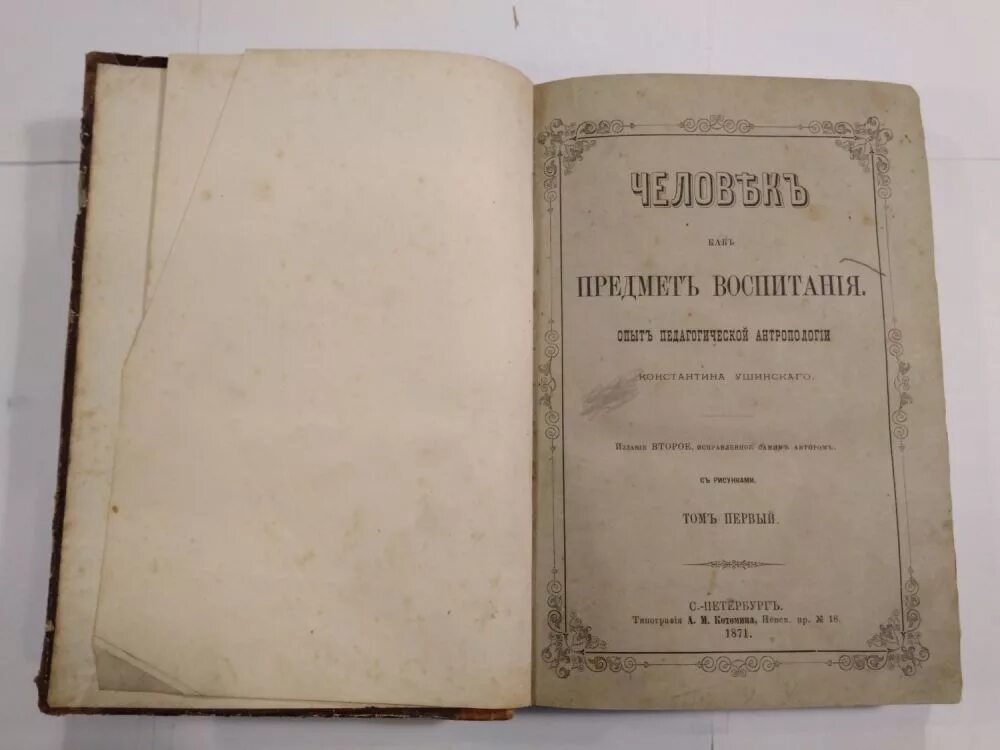 ЧЕЛОВѢКЪ
КАКЪ
ПРЕДМЕТЪ ВОСПИТАНІЯ.
ОПЫТЪ ПЕДАГОГИЧЕСКОЙ АНТРОПОЛОГІИ
КОНСТАНТИНА УШИНСКАГО.
Изданіе ВТОРОЕ, исправленное самимъ авторомъ.
СЪ РИСУНКАМИ.
ТОМЪ ПЕРВЫЙ.
С.-ПЕТЕРБУРГЪ.
Типографія А. М. Котомина, Невск. пр. № 18.
1871.